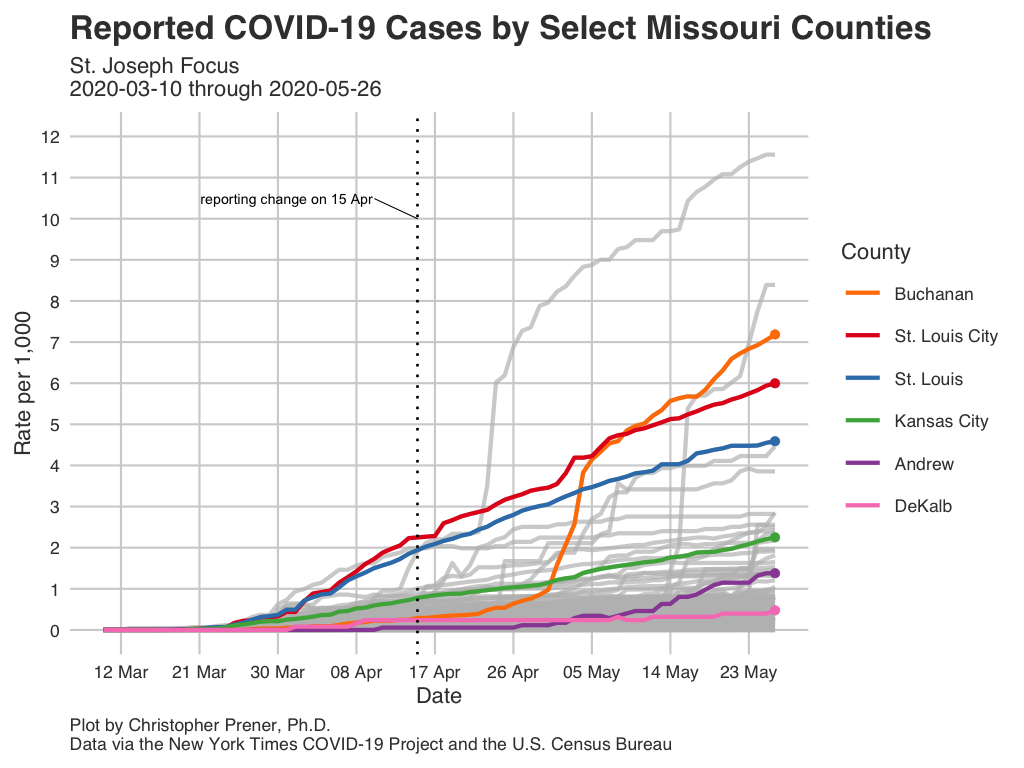 Reported COVID-19 Cases by Select Missouri Counties
St. Joseph Focus
2020-03-10 through 2020-05-26
Rate per 1,000
12
11
10
9
8
7
6
5
4
3
2
1
0
reporting change on 15 Apr
12 Mar
21 Mar
30 Mar
08 Apr
17 Apr
26 Apr
05 May
14 May
23 May
Date
County
Buchanan
St. Louis City
St. Louis
Kansas City
Andrew
DeKalb
Plot by Christopher Prener, Ph.D.
Data via the New York Times COVID-19 Project and the U.S. Census Bureau